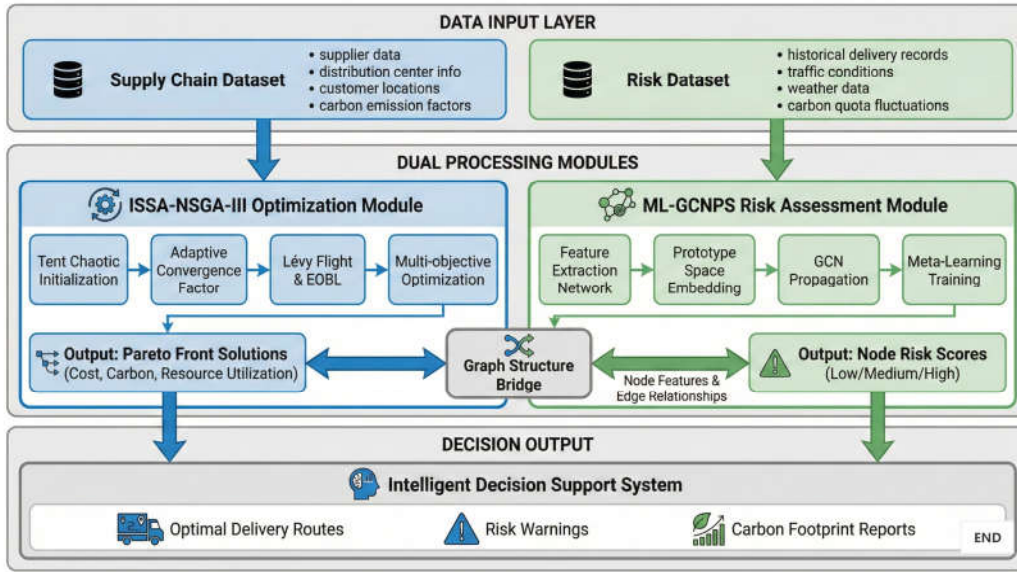 DATA INPUT LAYER
Supply Chain Dataset
• supplier data
• distribution center info
• customer locations
• carbon emission factors
Risk Dataset
• historical delivery records
• traffic conditions
• weather data
• carbon quota fluctuations
DUAL PROCESSING MODULES
ISSA-NSGA-III Optimization Module
Tent Chaotic
Initialization
Adaptive
Convergence
Factor
Lévy Flight
& EOBL
Multi-objective
Optimization
Output: Pareto Front Solutions
(Cost, Carbon, Resource Utilization)
Graph Structure
Bridge
ML-GCNPS Risk Assessment Module
Feature
Extraction
Network
Prototype
Space
Embedding
GCN
Propagation
Meta-Learning
Training
Node Features &
Edge Relationships
Output: Node Risk Scores
(Low/Medium/High)
DECISION OUTPUT
Intelligent Decision Support System
Optimal Delivery Routes
Risk Warnings
Carbon Footprint Reports
END